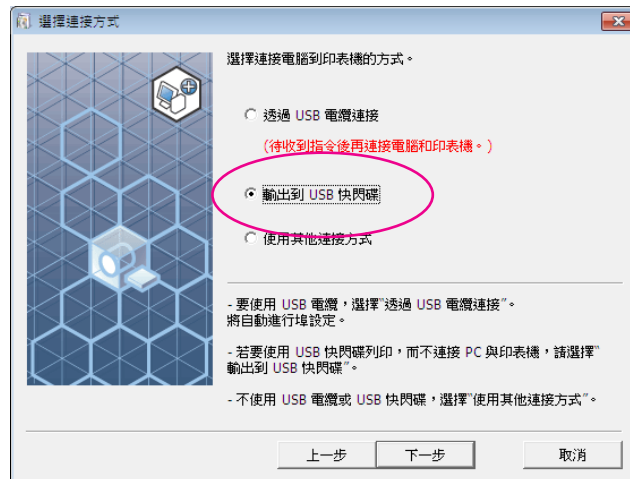 選擇連接方式
選擇連接電腦到印表機的方式。
透過 USB 電纜連接
(待收到指令後再連接電腦和印表機。)
輸出到 USB 快閃碟
使用其他連接方式
- 要使用 USB 電纜，選擇"透過 USB 電纜連接"。
將自動進行埠設定。
- 若要使用 USB 快閃碟列印，而不連接 PC 與印表機，請選擇"
輸出到 USB 快閃碟"。
- 不使用 USB 電纜或 USB 快閃碟，選擇"使用其他連接方式"。
上一步 下一步 取消